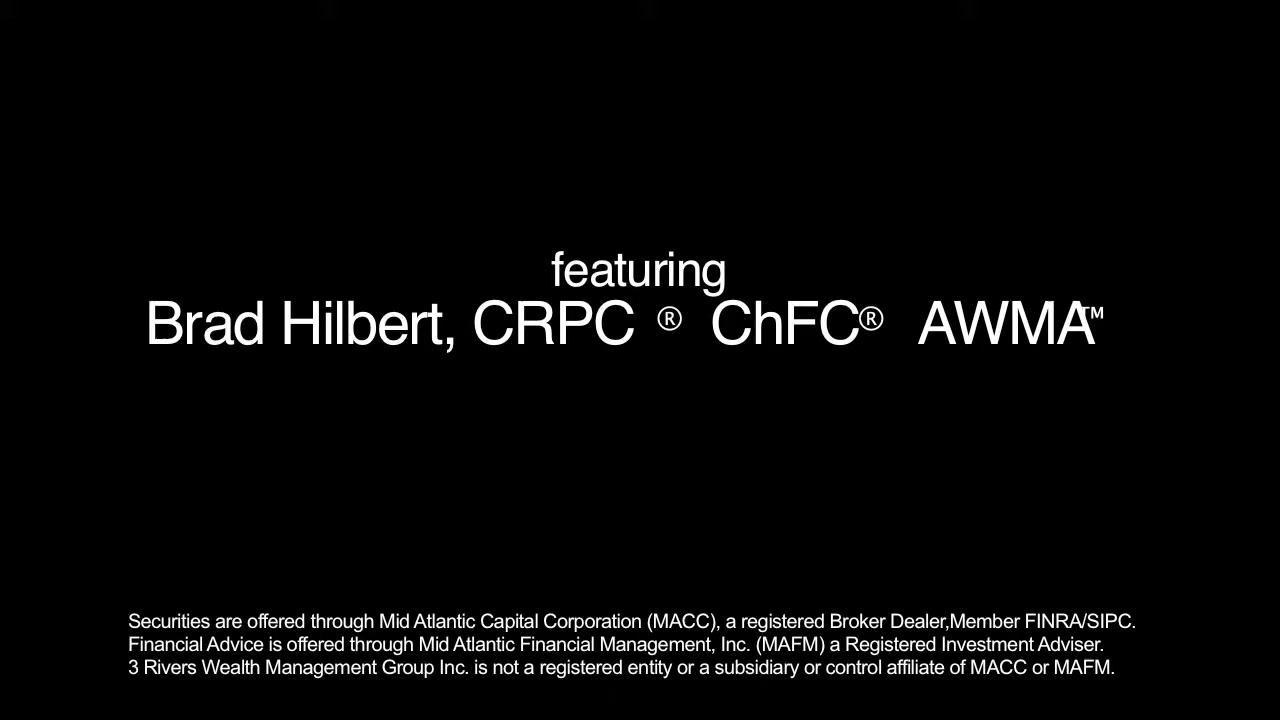 featuring
Brad Hilbert, CRPC ® ChFC® AWMA™
Securities are offered through Mid Atlantic Capital Corporation (MACC), a registered Broker Dealer,Member FINRA/SIPC.
Financial Advice is offered through Mid Atlantic Financial Management, Inc. (MAFM) a Registered Investment Adviser.
3 Rivers Wealth Management Group Inc. is not a registered entity or a subsidiary or control affiliate of MACC or MAFM.